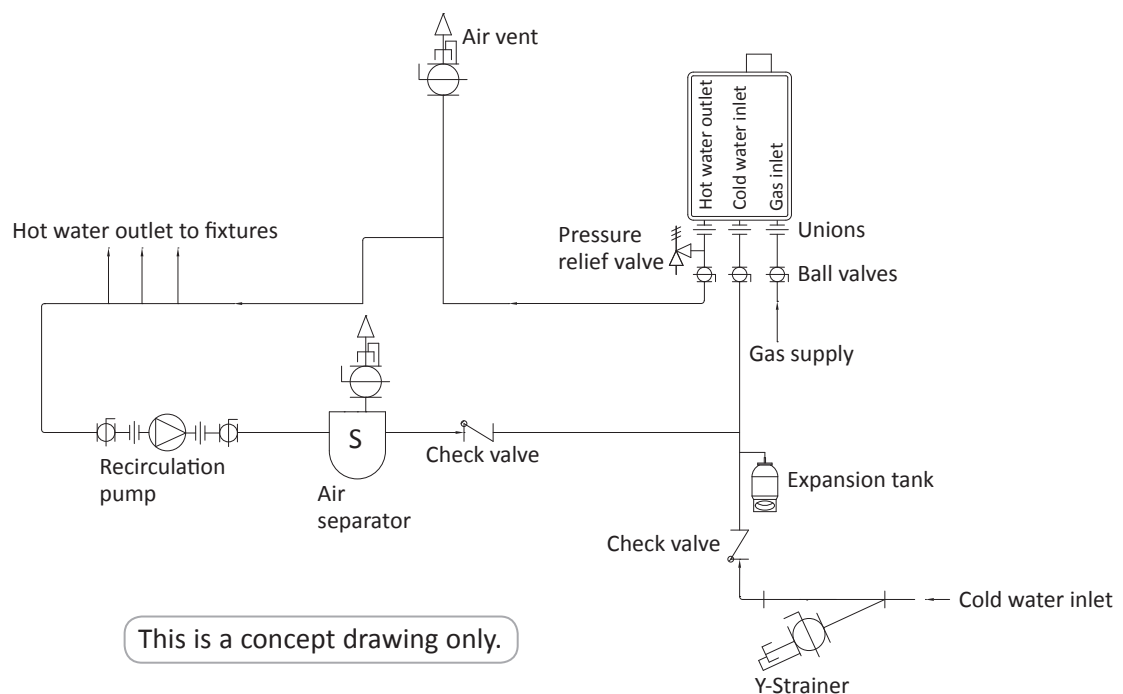 Air vent
Hot water outlet
Cold water inlet
Gas inlet
Hot water outlet to fixtures
Pressure
relief valve
Unions
Ball valves
Gas supply
S
Recirculation
pump
Air
separator
Check valve
Expansion tank
Check valve
Cold water inlet
This is a concept drawing only.
Y-Strainer